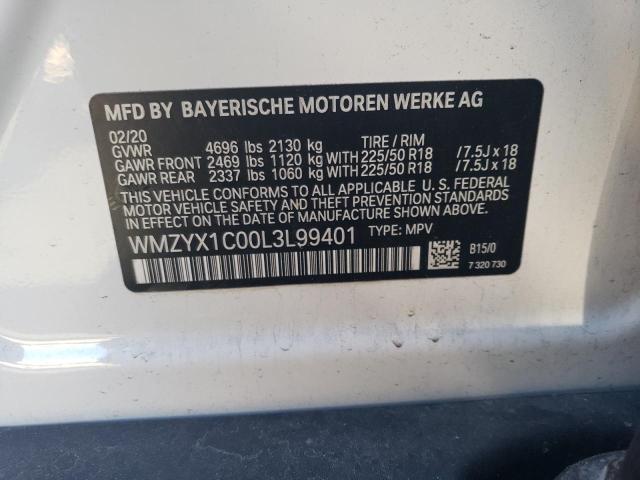 MFD BY BAYERISCHE MOTOREN WERKE AG
02/20
GVWR 4696 lbs 2130 kg TIRE / RIM
GAWR FRONT 2469 lbs 1120 kg WITH 225/50 R18 /7.5J x 18
GAWR REAR 2337 lbs 1060 kg WITH 225/50 R18 /7.5J x 18
THIS VEHICLE CONFORMS TO ALL APPLICABLE U. S. FEDERAL
MOTOR VEHICLE SAFETY AND THEFT PREVENTION STANDARDS
IN EFFECT ON THE DATE OF MANUFACTURE SHOWN ABOVE.
WMZYX1C00L3L99401 TYPE: MPV
B15/0
7 320 730